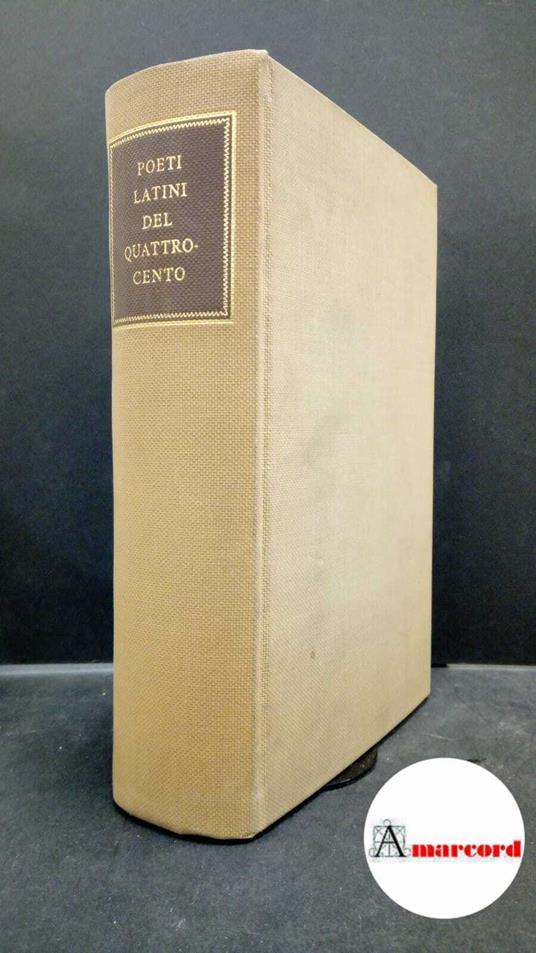 POETI
LATINI
DEL
QUATTRO-
CENTO
Amarcord